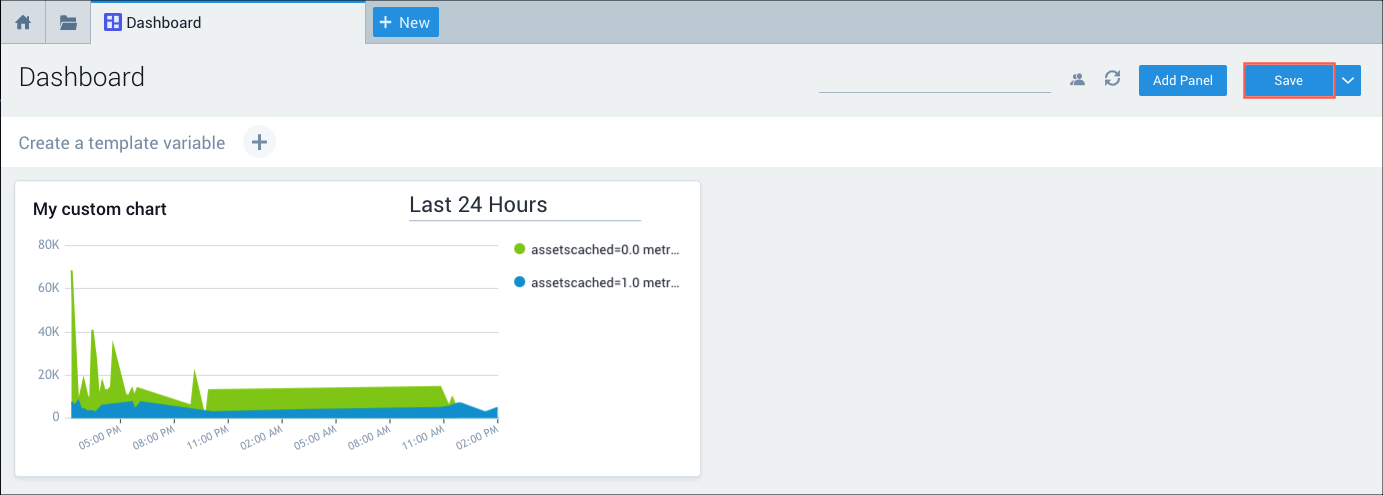 Dashboard
+ New
Dashboard
Add Panel
Save
Create a template variable
My custom chart
Last 24 Hours
80K
60K
40K
20K
0
05:00 PM
08:00 PM
11:00 PM
02:00 AM
05:00 AM
08:00 AM
11:00 AM
02:00 PM
assetscached=0.0 metr...
assetscached=1.0 metr...